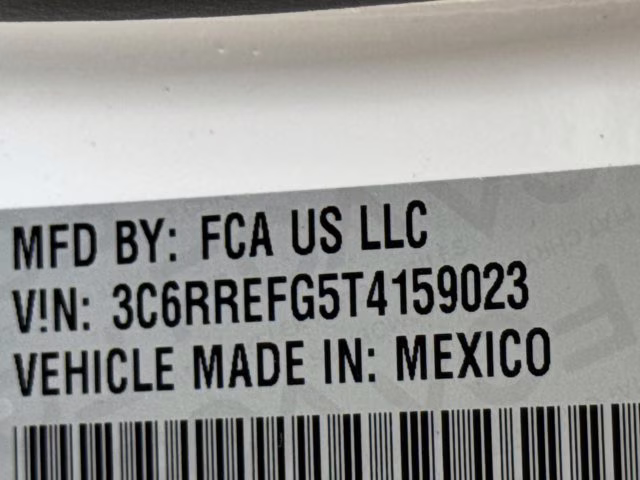 MFD BY: FCA US LLC
V!N: 3C6RREFG5T4159023
VEHICLE MADE IN: MEXICO